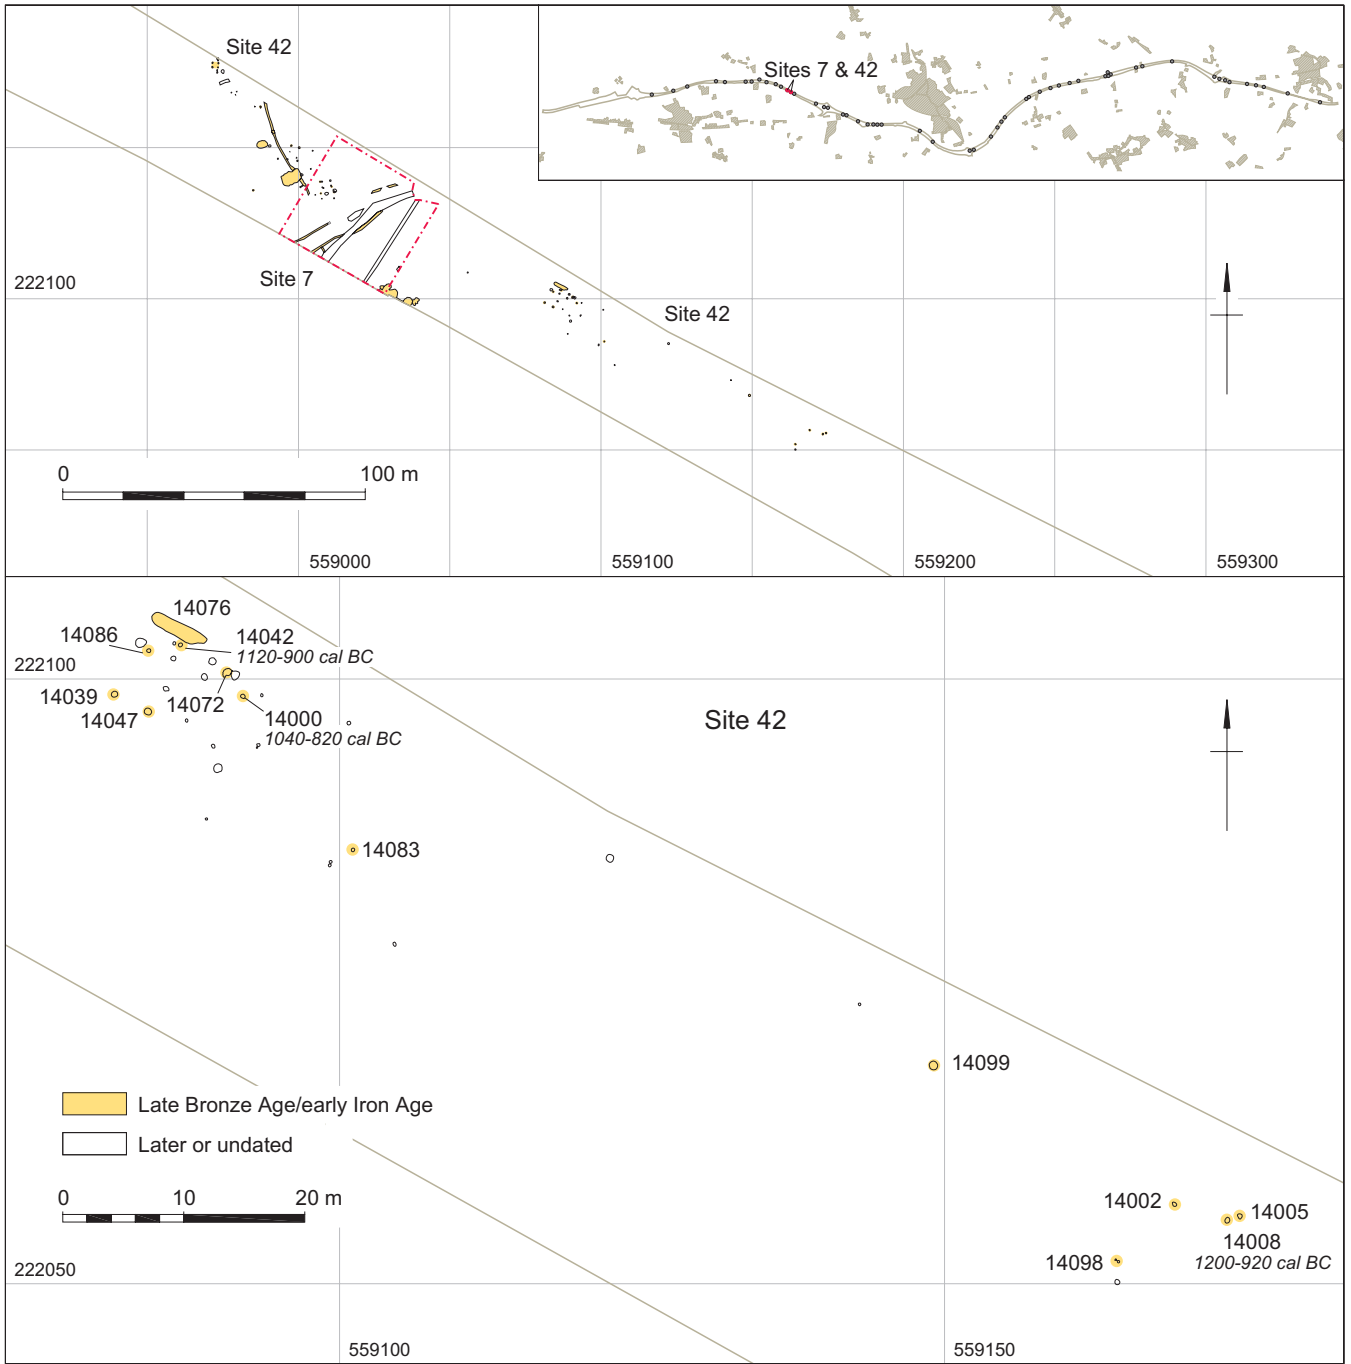 Site 42
Sites 7 & 42
Site 7
222100
Site 42
0 100 m
559000
559100
559200
559300
14076
14086
14042
1120-900 cal BC
222100
14039
14072
14047
14000
1040-820 cal BC
Site 42
14083
14099
Late Bronze Age/early Iron Age
Later or undated
0 10 20 m
14002
14005
14008
1200-920 cal BC
14098
222050
559100
559150